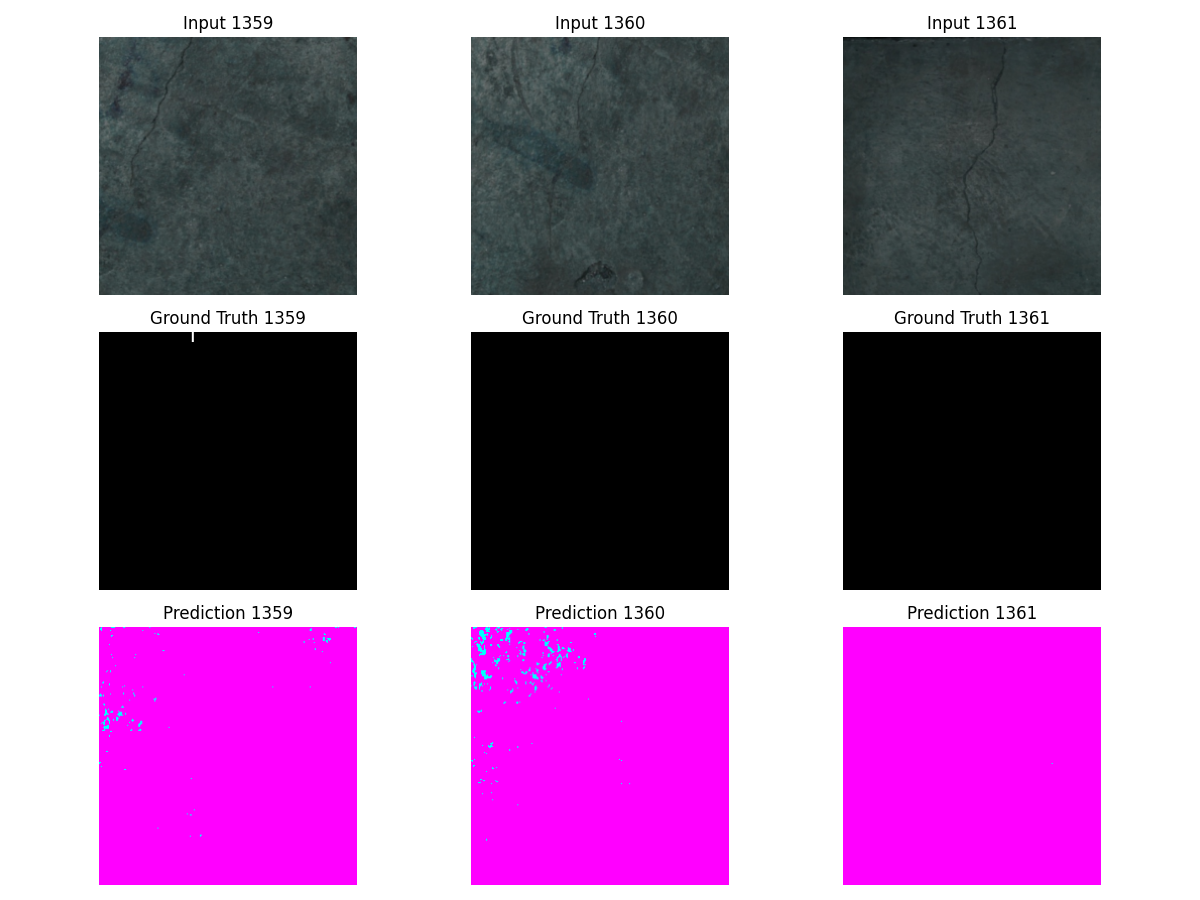 Input 1359
Input 1360
Input 1361
Ground Truth 1359
Ground Truth 1360
Ground Truth 1361
Prediction 1359
Prediction 1360
Prediction 1361